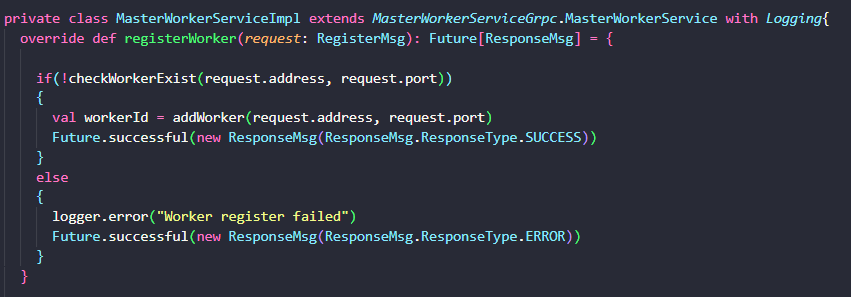 private class MasterWorkerServiceImpl extends MasterWorkerServiceGrpc.MasterWorkerService with Logging{
override def registerWorker(request: RegisterMsg): Future[ResponseMsg] = {
if(!checkWorkerExist(request.address, request.port))
{
val workerId = addWorker(request.address, request.port)
Future.successful(new ResponseMsg(ResponseMsg.ResponseType.SUCCESS))
}
else
{
logger.error("Worker register failed")
Future.successful(new ResponseMsg(ResponseMsg.ResponseType.ERROR))
}
}